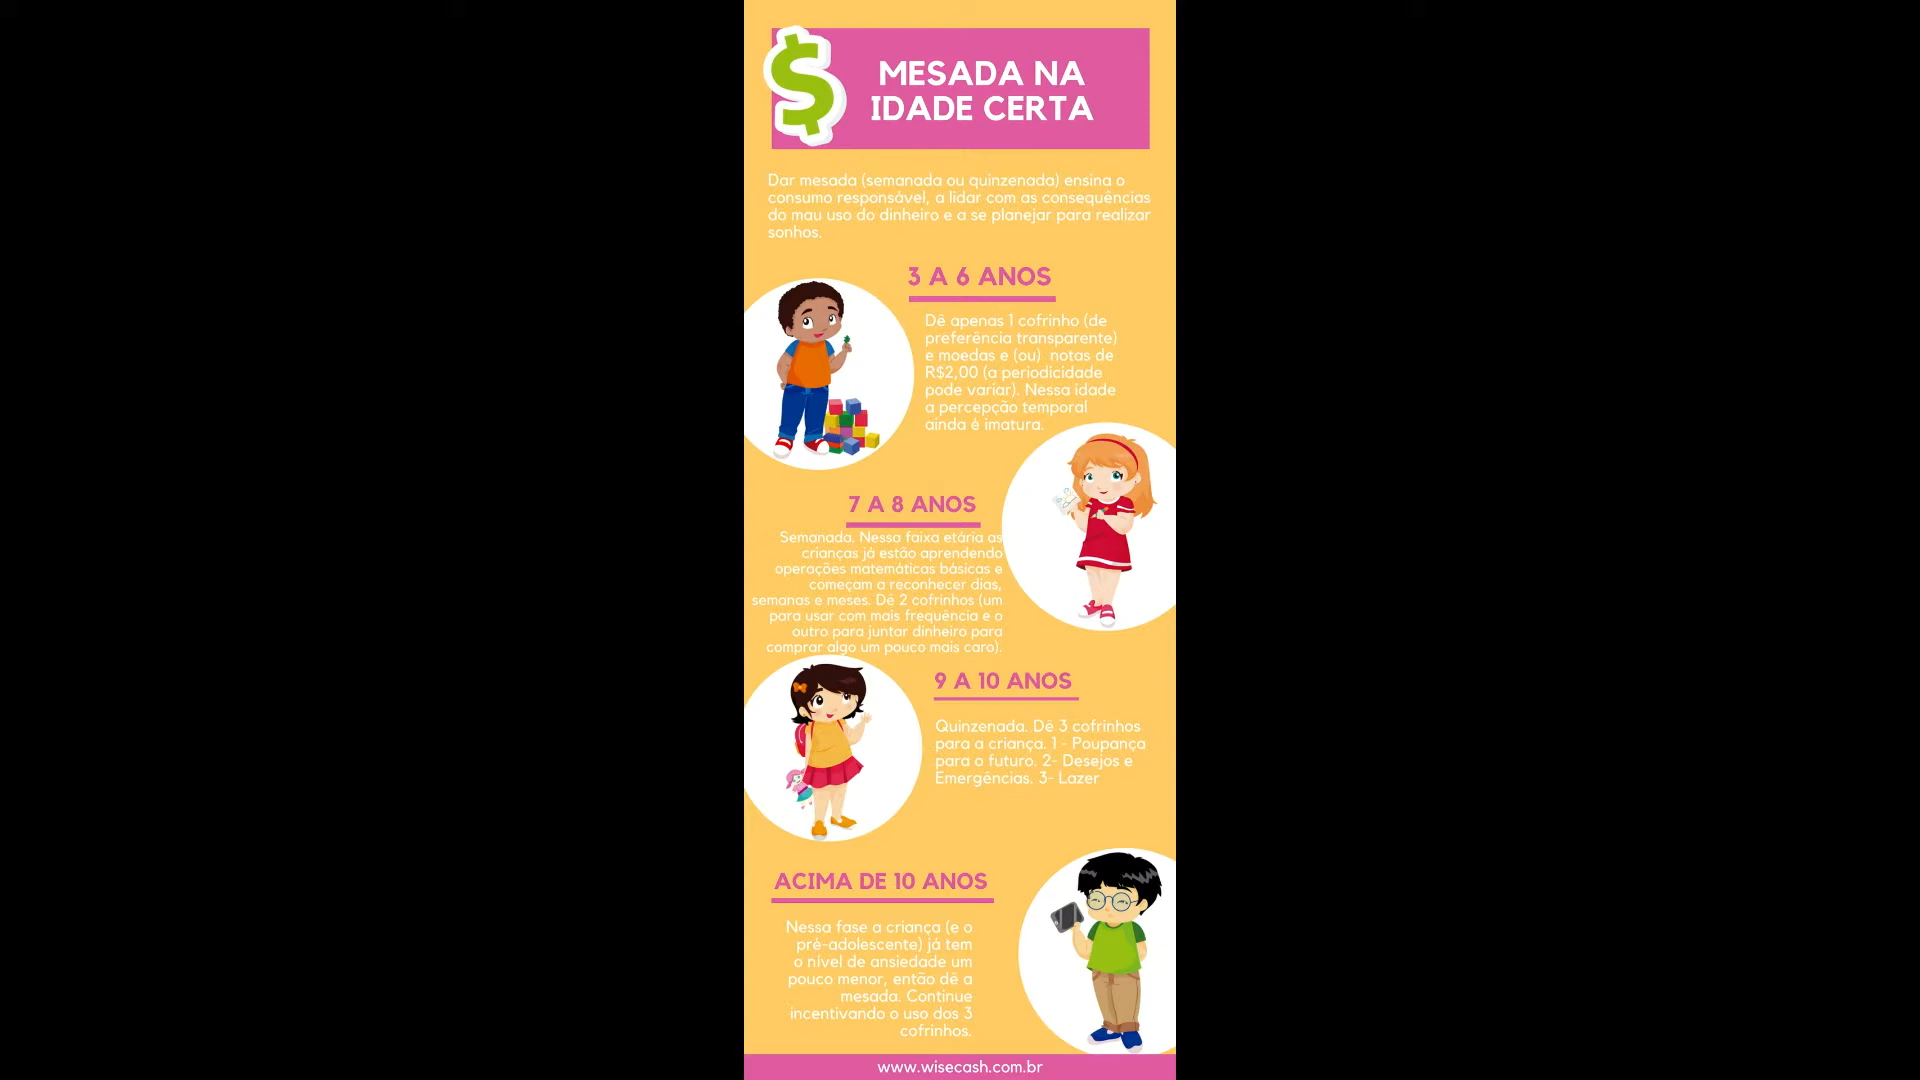 $
MESADA NA
IDADE CERTA
Dar mesada (semanada ou quinzenada) ensina o
consumo responsável, a lidar com as consequências
do mau uso do dinheiro e a se planejar para realizar
sonhos.
3 A 6 ANOS
Dê apenas 1 cofrinho (de
preferência transparente)
e moedas e (ou) notas de
R$2,00 (a periodicidade
pode variar). Nessa idade
a percepção temporal
ainda é imatura.
7 A 8 ANOS
Semanada. Nessa faixa etária as
crianças já estão aprendendo
operações matemáticas básicas e
começam a reconhecer dias,
semanas e meses. Dê 2 cofrinhos (um
para usar com mais frequência e o
outro para juntar dinheiro para
comprar algo um pouco mais caro).
9 A 10 ANOS
Quinzenada. Dê 3 cofrinhos
para a criança. 1 - Poupança
para o futuro. 2- Desejos e
Emergências. 3- Lazer
ACIMA DE 10 ANOS
Nessa fase a criança (e o
pré-adolescente) já tem
o nível de ansiedade um
pouco menor, então dê a
mesada. Continue
incentivando o uso dos 3
cofrinhos.
www.wisecash.com.br